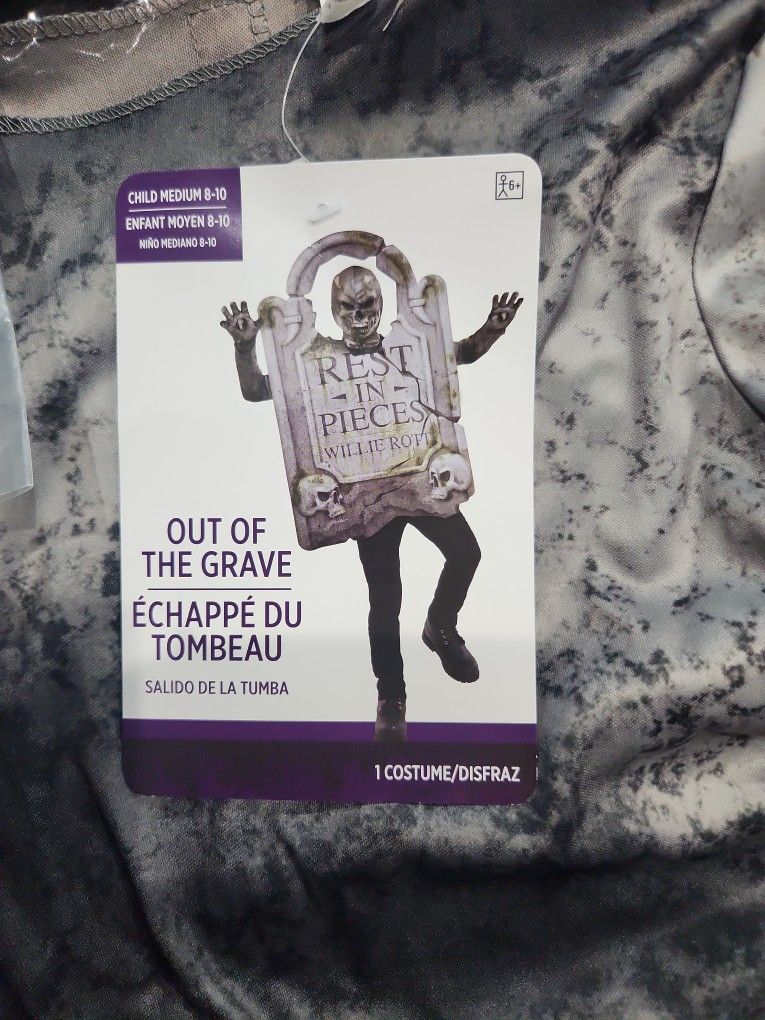 CHILD MEDIUM 8-10
ENFANT MOYEN 8-10
NIÑO MEDIANO 8-10
6+
REST
IN
PIECES
WILLIE ROTT
OUT OF
THE GRAVE
ÉCHAPPÉ DU
TOMBEAU
SALIDO DE LA TUMBA
1 COSTUME/DISFRAZ